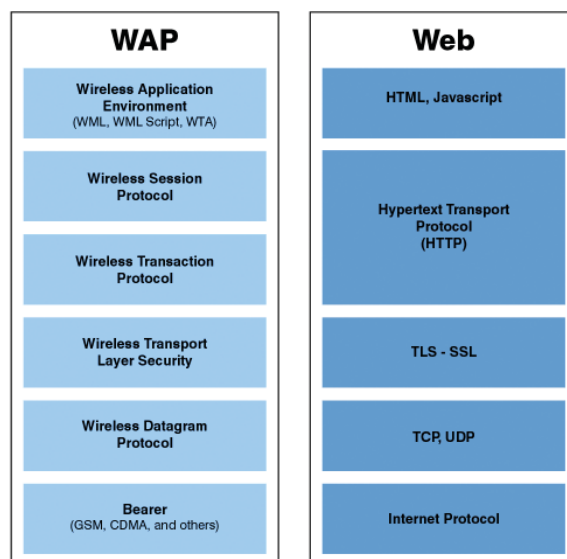 WAP
Wireless Application
Environment
(WML, WML Script, WTA)
Wireless Session
Protocol
Wireless Transaction
Protocol
Wireless Transport
Layer Security
Wireless Datagram
Protocol
Bearer
(GSM, CDMA, and others)
Web
HTML, Javascript
Hypertext Transport
Protocol
(HTTP)
TLS - SSL
TCP, UDP
Internet Protocol